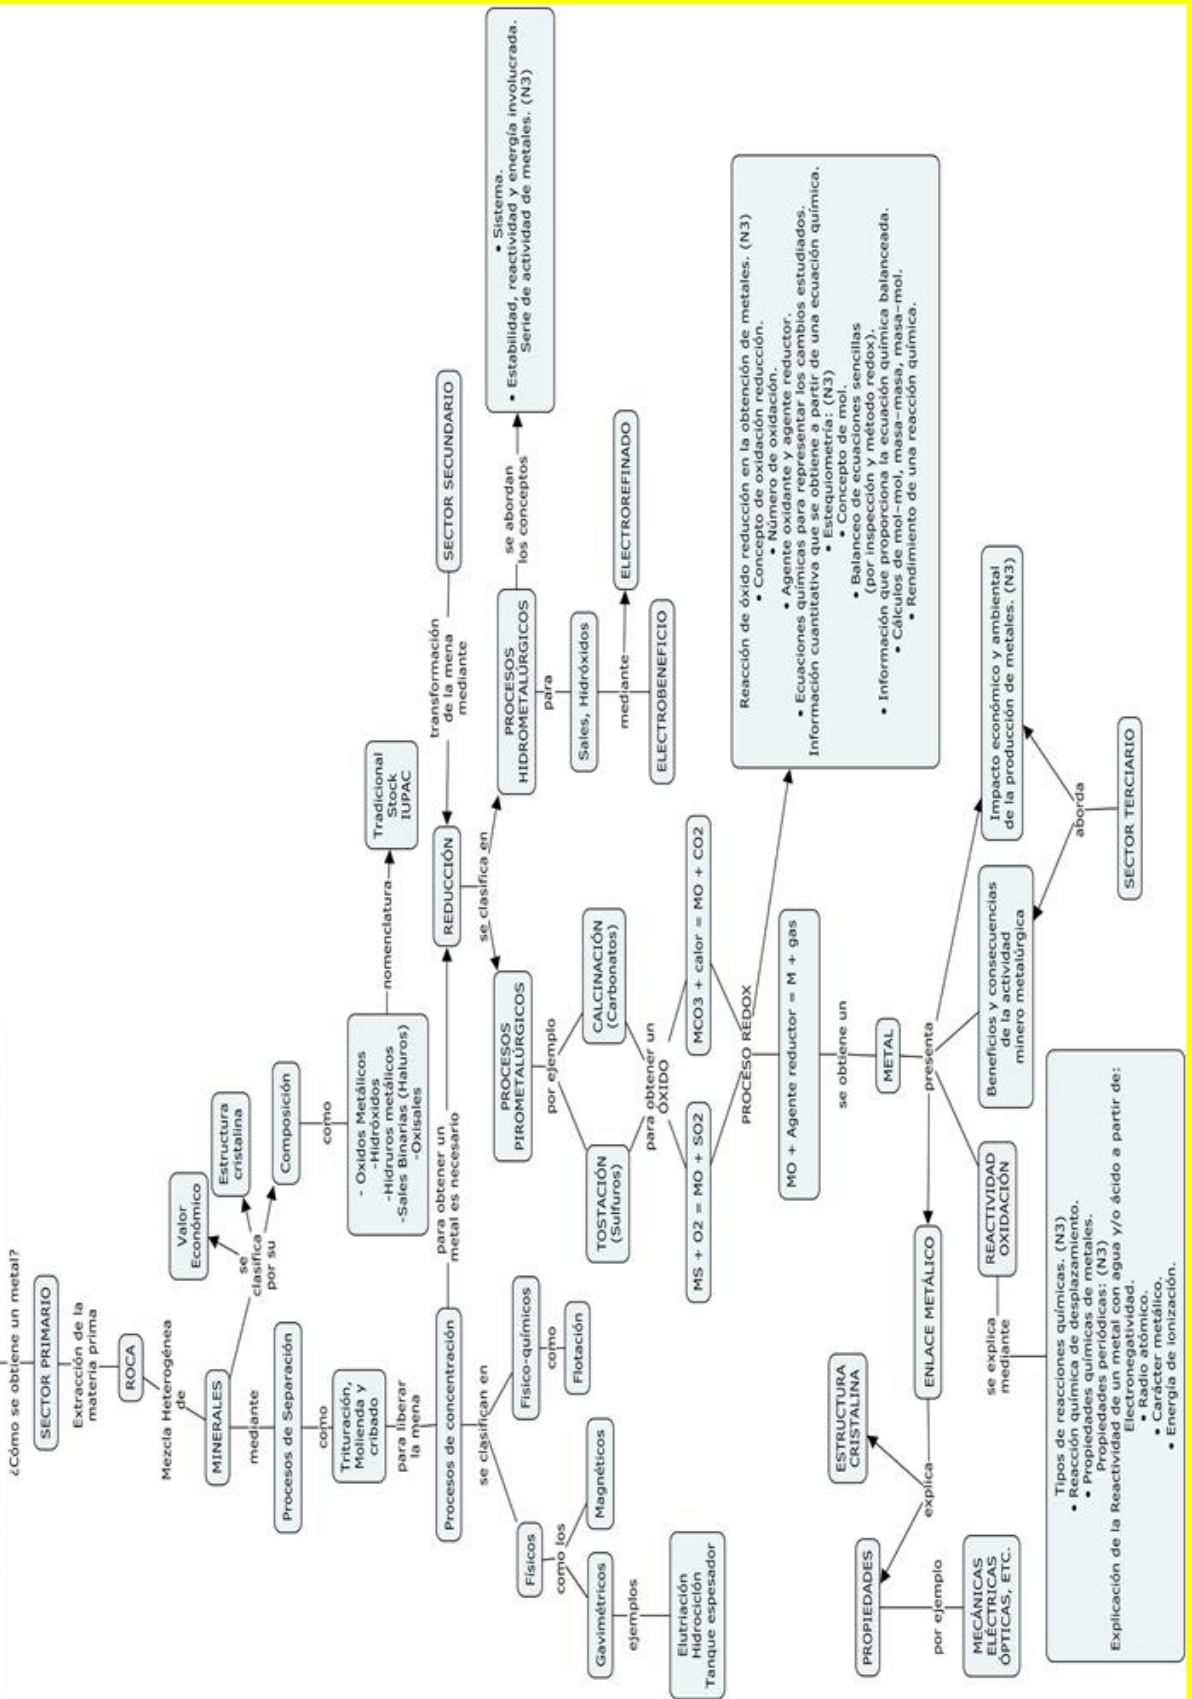 ¿Cómo se obtiene un metal?
SECTOR PRIMARIO
Extracción de la
materia prima
ROCA
Mezcla Heterogénea
de
MINERALES
se
clasifica
por su
Valor
Económico
Estructura
cristalina
Composición
como
- Oxidos Metálicos
-Hidróxidos
-Hidruros metálicos
-Sales Binarias (Haluros)
-Oxisales
nomenclatura
Tradicional
Stock
IUPAC
mediante
Procesos de Separación
como
Trituración,
Molienda y
cribado
para liberar
la mena
Procesos de concentración
se clasifican en
Físicos
como los
Gavimétricos
ejemplos
Elutriación
Hidrociclón
Tanque espesador
Magnéticos
Físico-químicos
como
Flotación
para obtener un
metal es necesario
REDUCCIÓN
transformación
de la mena
mediante
SECTOR SECUNDARIO
se clasifica en
PROCESOS
PIROMETALÚRGICOS
por ejemplo
TOSTACIÓN
(Sulfuros)
CALCINACIÓN
(Carbonatos)
para obtener un
ÓXIDO
MS + O2 = MO + SO2
MCO3 + calor = MO + CO2
PROCESO REDOX
MO + Agente reductor = M + gas
PROCESOS
HIDROMETALÚRGICOS
para
Sales, Hidróxidos
mediante
ELECTROBENEFICIO
ELECTROREFINADO
se abordan
los conceptos
• Sistema.
• Estabilidad, reactividad y energía involucrada.
Serie de actividad de metales. (N3)
Reacción de óxido reducción en la obtención de metales. (N3)
• Concepto de oxidación reducción.
• Número de oxidación.
• Agente oxidante y agente reductor.
• Ecuaciones químicas para representar los cambios estudiados.
Información cuantitativa que se obtiene a partir de una ecuación química.
• Estequiometría: (N3)
• Concepto de mol.
• Balanceo de ecuaciones sencillas
(por inspección y método redox).
• Información que proporciona la ecuación química balanceada.
• Cálculos de mol-mol, masa-masa, masa-mol.
• Rendimiento de una reacción química.
se obtiene un
METAL
presenta
ENLACE METÁLICO
explica
ESTRUCTURA
CRISTALINA
PROPIEDADES
por ejemplo
MECÁNICAS
ELÉCTRICAS
ÓPTICAS, ETC.
REACTIVIDAD
OXIDACIÓN
se explica
mediante
Tipos de reacciones químicas. (N3)
• Reacción química de desplazamiento.
• Propiedades químicas de metales.
Propiedades periódicas: (N3)
Explicación de la Reactividad de un metal con agua y/o ácido a partir de:
Electronegatividad.
• Radio atómico.
• Carácter metálico.
• Energía de ionización.
Beneficios y consecuencias
de la actividad
minero metalúrgica
Impacto económico y ambiental
de la producción de metales. (N3)
aborda
SECTOR TERCIARIO